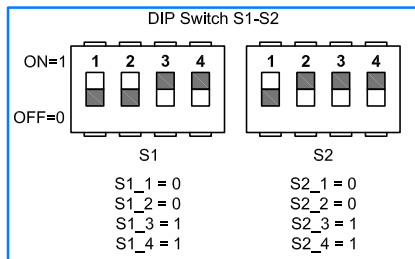 DIP Switch S1-S2
ON=1
1 2 3 4
1 2 3 4
OFF=0
S1
S2
S1_1 = 0
S1_2 = 0
S1_3 = 1
S1_4 = 1
S2_1 = 0
S2_2 = 0
S2_3 = 1
S2_4 = 1